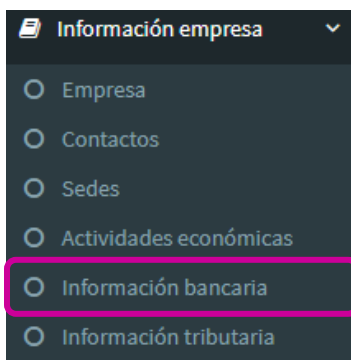 Información empresa
Empresa
Contactos
Sedes
Actividades económicas
Información bancaria
Información tributaria